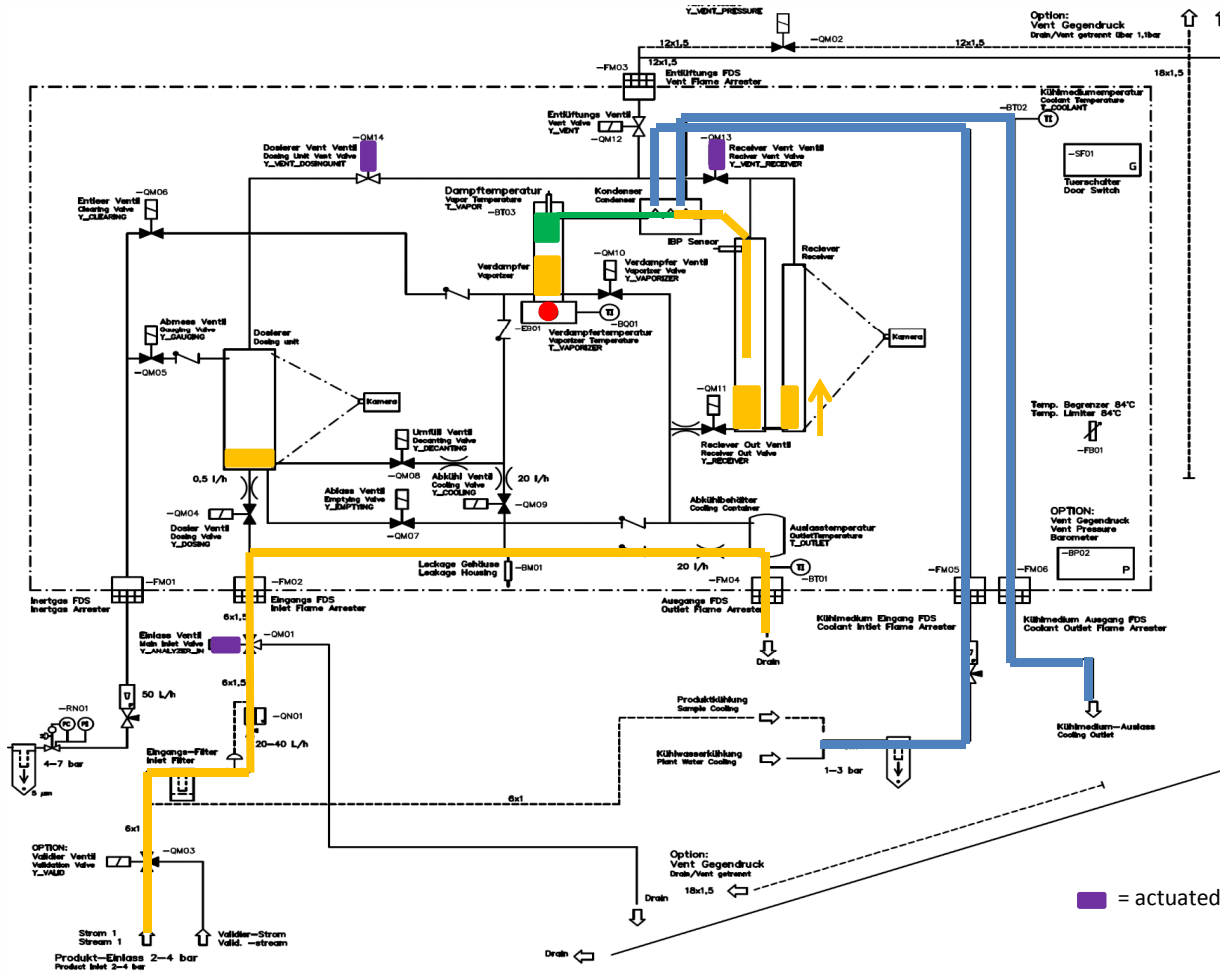 Y_VENT_PRESSURE
-QM02
12x1,5
12x1,5
12x1,5
Option:
Vent Gegendruck
Drain/Vent getrennt über 1,1bar
18x1,5
-FM03
Entlüftungs FDS
Vent Flame Arrester
Kühlmediumtemperatur
Coolant Temperature
T_COOLANT
-BT02
TI
Entlüftungs Ventil
Vent Valve
Y_VENT
-QM12
-QM14
Dosierer Vent Ventil
Dosing Unit Vent Valve
Y_VENT_DOSINGUNIT
-QM13
Receiver Vent Ventil
Reciver Vent Valve
Y_VENT_RECEIVER
-SF01
G
Tuerschalter
Door Switch
-QM06
Entleer Ventil
Clearing Valve
Y_CLEARING
Dampftemperatur
Vapor Temperature
T_VAPOR
-BT03
Kondenser
Condenser
IBP Sensor
-QM10
Verdampfer Ventil
Vaporizer Valve
Y_VAPORIZER
Reciever
Receiver
Verdampfer
Vaporizer
-EB01
TI
-BQ01
Verdampfertemperatur
Vaporizer Temperature
T_VAPORIZER
Abmess Ventil
Gauging Valve
Y_GAUGING
-QM05
Dosierer
Dosing unit
Kamera
Kamera
-QM11
Reciever Out Ventil
Receiver Out Valve
Y_RECEIVER
Temp. Begrenzer 84°C
Temp. Limiter 84°C
-FB01
Umfüll Ventil
Decanting Valve
Y_DECANTING
-QM08
Abkühl Ventil
Cooling Valve
Y_COOLING
20 l/h
-QM09
0,5 l/h
-QM04
Dosier Ventil
Dosing Valve
Y_DOSING
Ablass Ventil
Emptying Valve
Y_EMPTYING
-QM07
Abkühlbehälter
Cooling Container
Auslasstemperatur
OutletTemperature
T_OUTLET
20 l/h
TI
-BT01
OPTION:
Vent Gegendruck
Vent Pressure
Barometer
-BP02
P
Leckage Gehäuse
Leakage Housing
-BM01
-FM01
Inertgas FDS
Inertgas Arrester
-FM02
Eingangs FDS
Inlet Flame Arrester
-FM04
Ausgangs FDS
Outlet Flame Arrester
-FM05
Kühlmedium Eingang FDS
Coolant Intlet Flame Arrester
-FM06
Kühlmedium Ausgang FDS
Coolant Outlet Flame Arrester
6x1,5
Einlass Ventil
Main Inlet Valve
Y_ANALYZER_IN
-QM01
Drain
6x1,5
50 L/h
-RN01
PC
PS
4-7 bar
5 µm
-QN01
20-40 L/h
Eingangs-Filter
Inlet Filter
Produktkühlung
Sample Cooling
Kühlwasserkühlung
Plant Water Cooling
1-3 bar
Kühlmedium-Auslass
Cooling Outlet
6x1
6x1
OPTION:
Validier Ventil
Validation Valve
Y_VALID
-QM03
Option:
Vent Gegendruck
Drain/Vent getrennt
18x1,5
Drain
= actuated
Strom 1
Stream 1
Validier-Strom
Valid. -stream
Produkt-Einlass 2-4 bar
Product Inlet 2-4 bar
Drain